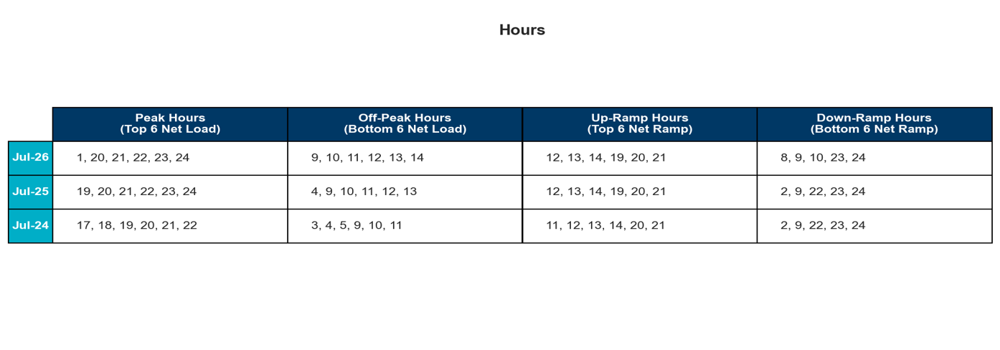 Hours
Peak Hours
(Top 6 Net Load)
Off-Peak Hours
(Bottom 6 Net Load)
Up-Ramp Hours
(Top 6 Net Ramp)
Down-Ramp Hours
(Bottom 6 Net Ramp)
Jul-26 1, 20, 21, 22, 23, 24 9, 10, 11, 12, 13, 14 12, 13, 14, 19, 20, 21 8, 9, 10, 23, 24
Jul-25 19, 20, 21, 22, 23, 24 4, 9, 10, 11, 12, 13 12, 13, 14, 19, 20, 21 2, 9, 22, 23, 24
Jul-24 17, 18, 19, 20, 21, 22 3, 4, 5, 9, 10, 11 11, 12, 13, 14, 20, 21 2, 9, 22, 23, 24